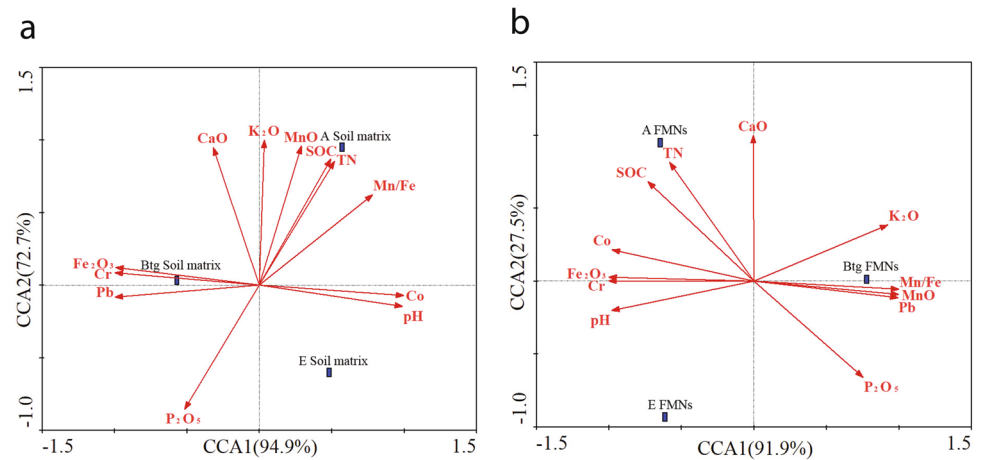 a
1.5
CaO
K₂O
MnO
A Soil matrix
SOC
TN
Mn/Fe
Fe₂O₃
Cr
Btg Soil matrix
Pb
Co
pH
E Soil matrix
P₂O₅
CCA2(72.7%)
-1.0
-1.5
CCA1(94.9%)
1.5
b
1.5
A FMNs
CaO
TN
SOC
K₂O
Co
Fe₂O₃
Cr
Btg FMNs
Mn/Fe
MnO
Pb
pH
P₂O₅
E FMNs
CCA2(27.5%)
-1.0
-1.5
CCA1(91.9%)
1.5